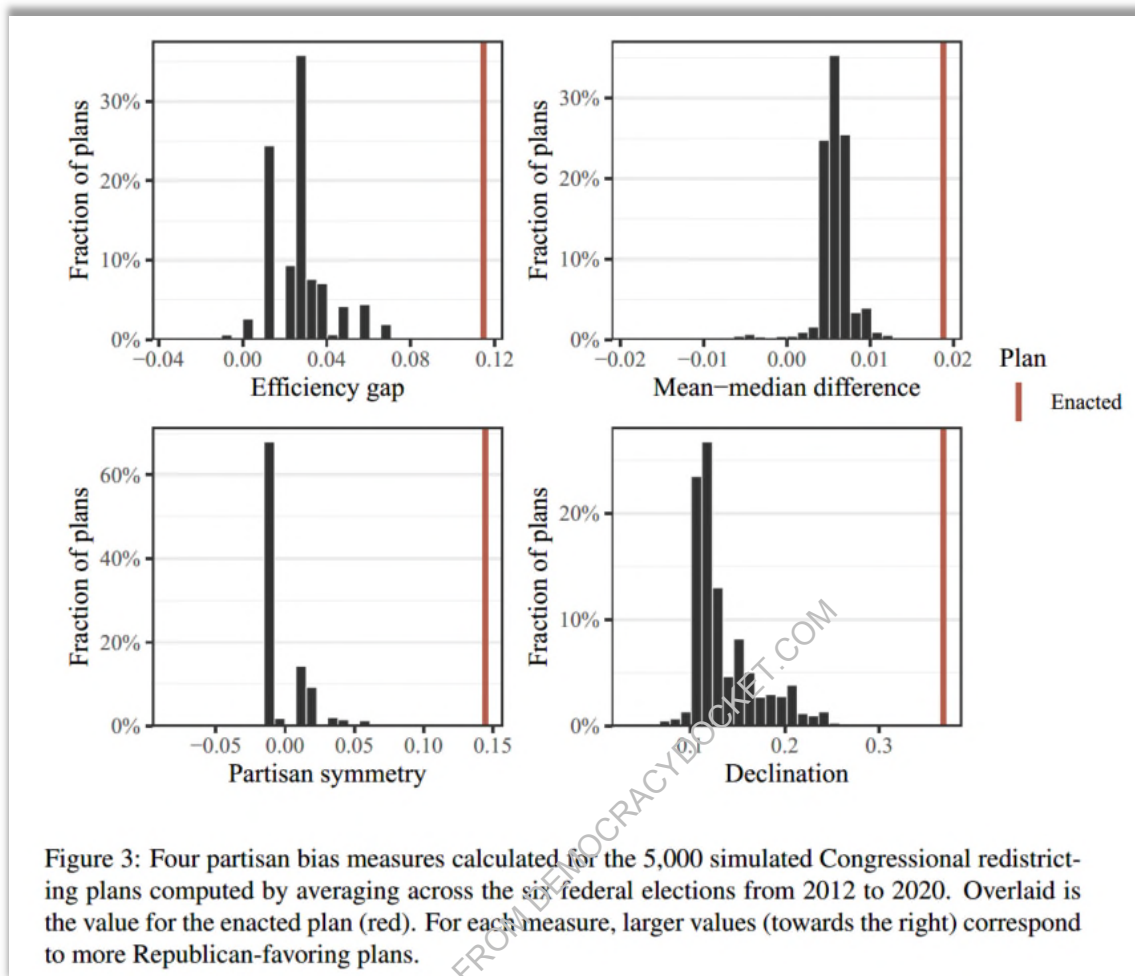 Fraction of plans
30%
20%
10%
0%
−0.04
0.00
0.04
0.08
0.12
Efficiency gap
Fraction of plans
30%
20%
10%
0%
−0.02
−0.01
0.00
0.01
0.02
Mean−median difference
Plan
Enacted
Fraction of plans
60%
40%
20%
0%
−0.05
0.00
0.05
0.10
0.15
Partisan symmetry
Fraction of plans
20%
10%
0%
0.1
0.2
0.3
Declination
FROM DEMOCRACYDOCKET.COM
Figure 3: Four partisan bias measures calculated for the 5,000 simulated Congressional redistrict-
ing plans computed by averaging across the six federal elections from 2012 to 2020. Overlaid is
the value for the enacted plan (red). For each measure, larger values (towards the right) correspond
to more Republican-favoring plans.